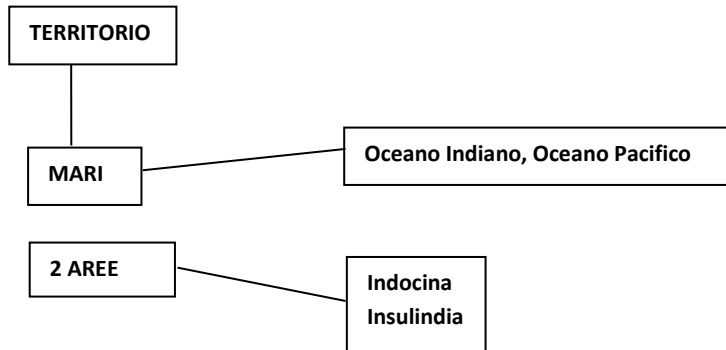 TERRITORIO
MARI
Oceano Indiano, Oceano Pacifico
2 AREE
Indocina
Insulindia